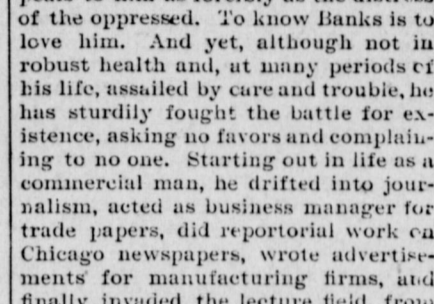 of the oppressed. To know Banks is to
love him. And yet, although not in
robust health and, at many periods of
his life, assailed by care and trouble, he
has sturdily fought the battle for ex-
istence, asking no favors and complain-
ing to no one. Starting out in life as a
commercial man, he drifted into jour-
nalism, acted as business manager for
trade papers, did reportorial work on
Chicago newspapers, wrote advertise-
ments for manufacturing firms, and
finally invaded the lecture field, from